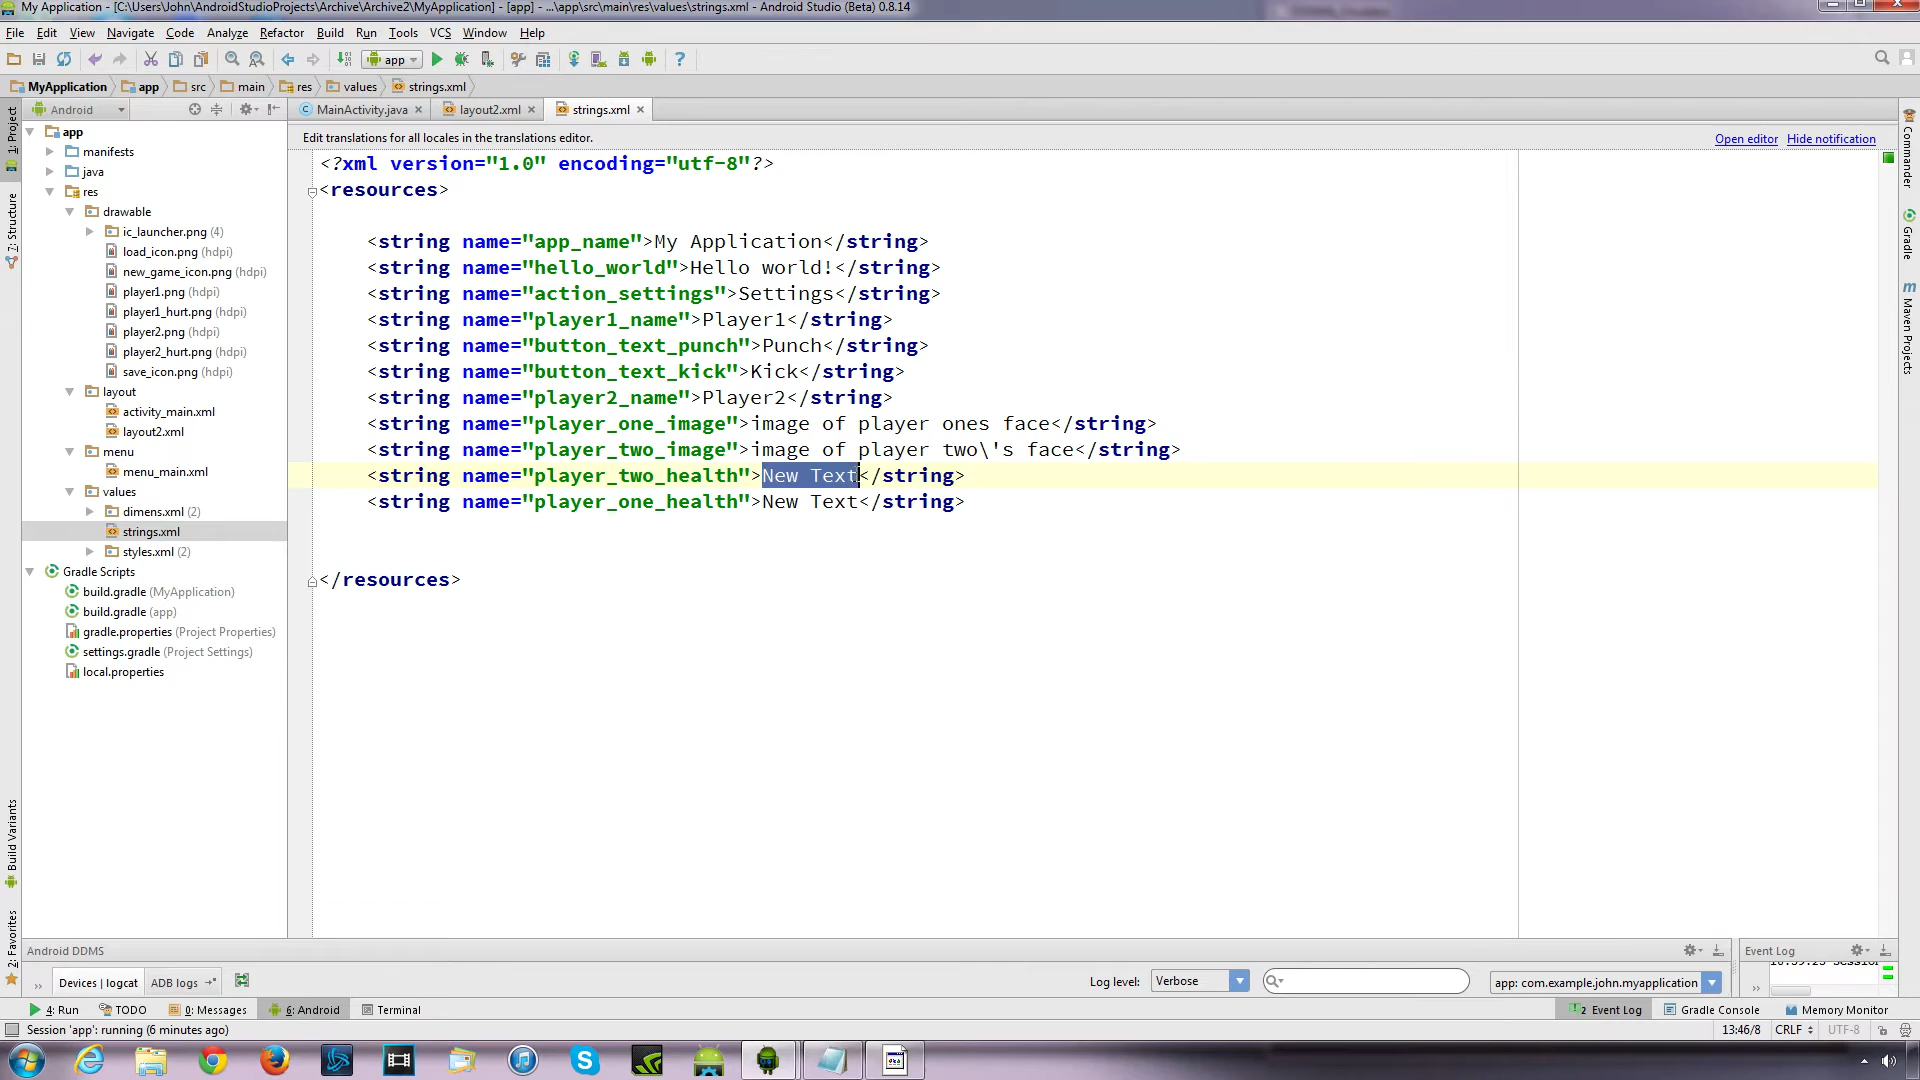 My Application - [C:\Users\John\AndroidStudioProjects\Archive\Archive2\MyApplication] - [app] - ...\app\src\main\res\values\strings.xml - Android Studio (Beta) 0.8.14
File Edit View Navigate Code Analyze Refactor Build Run Tools VCS Window Help
app
MyApplication app src main res values strings.xml
Android
MainActivity.java layout2.xml strings.xml
Edit translations for all locales in the translations editor. Open editor Hide notification
1: Project
7: Structure
Build Variants
2: Favorites
app
manifests
java
res
drawable
ic_launcher.png (4)
load_icon.png (hdpi)
new_game_icon.png (hdpi)
player1.png (hdpi)
player1_hurt.png (hdpi)
player2.png (hdpi)
player2_hurt.png (hdpi)
save_icon.png (hdpi)
layout
activity_main.xml
layout2.xml
menu
menu_main.xml
values
dimens.xml (2)
strings.xml
styles.xml (2)
Gradle Scripts
build.gradle (MyApplication)
build.gradle (app)
gradle.properties (Project Properties)
settings.gradle (Project Settings)
local.properties
<?xml version="1.0" encoding="utf-8"?>
<resources>
<string name="app_name">My Application</string>
<string name="hello_world">Hello world!</string>
<string name="action_settings">Settings</string>
<string name="player1_name">Player1</string>
<string name="button_text_punch">Punch</string>
<string name="button_text_kick">Kick</string>
<string name="player2_name">Player2</string>
<string name="player_one_image">image of player ones face</string>
<string name="player_two_image">image of player two\'s face</string>
<string name="player_two_health">New Text</string>
<string name="player_one_health">New Text</string>
</resources>
Commander
Gradle
Maven Projects
Android DDMS
Event Log
Devices | logcat ADB logs
Log level: Verbose
app: com.example.john.myapplication
4: Run TODO 0: Messages 6: Android Terminal
2 Event Log Gradle Console Memory Monitor
Session 'app': running (6 minutes ago)
13:46/8 CRLF UTF-8